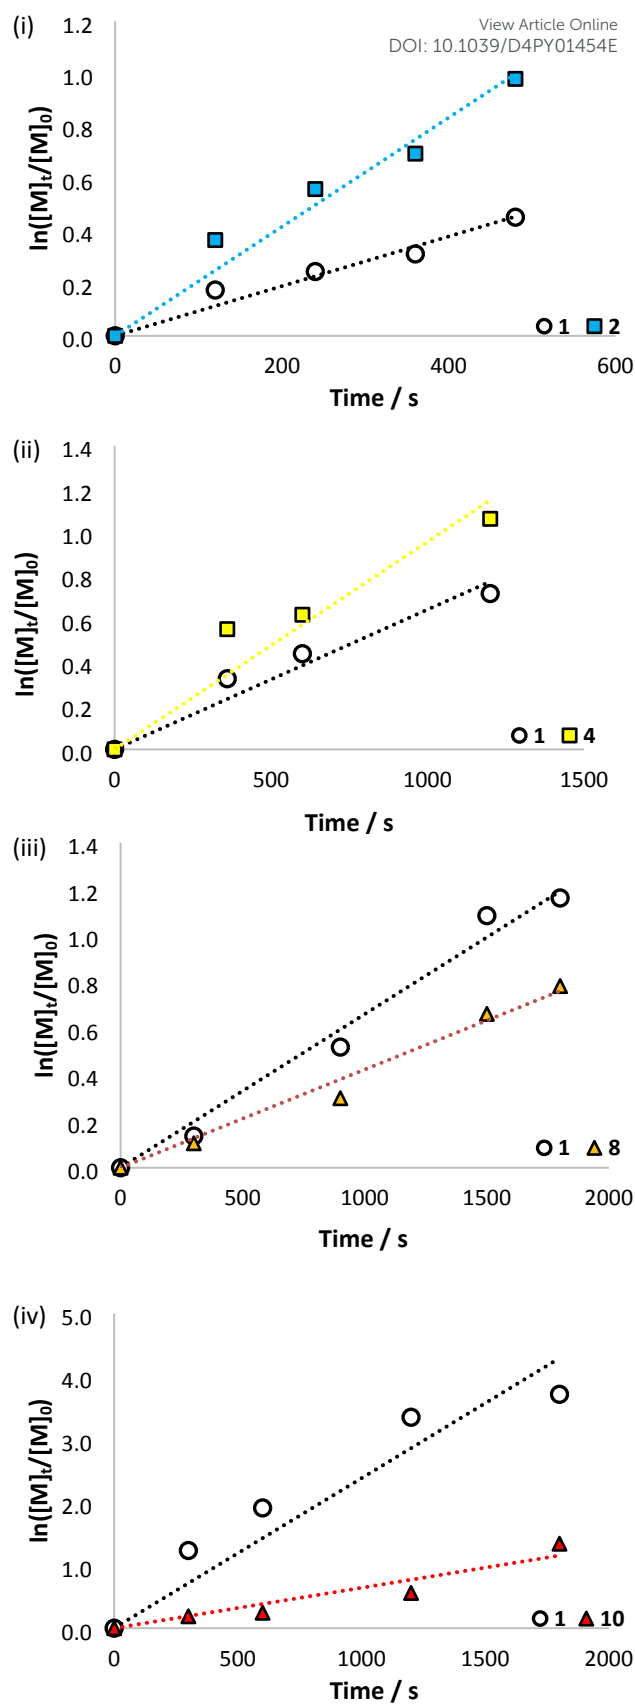 View Article Online
DOI: 10.1039/D4PY01454E
(i)
1.2
1.0
0.8
0.6
0.4
0.2
0.0
ln([M]t/[M]0)
0 200 400 600
Time / s
1 2
(ii)
1.4
1.2
1.0
0.8
0.6
0.4
0.2
0.0
ln([M]t/[M]0)
0 500 1000 1500
Time / s
1 4
(iii)
1.4
1.2
1.0
0.8
0.6
0.4
0.2
0.0
ln([M]t/[M]0)
0 500 1000 1500 2000
Time / s
1 8
(iv)
5.0
4.0
3.0
2.0
1.0
0.0
ln([M]t/[M]0)
0 500 1000 1500 2000
Time / s
1 10